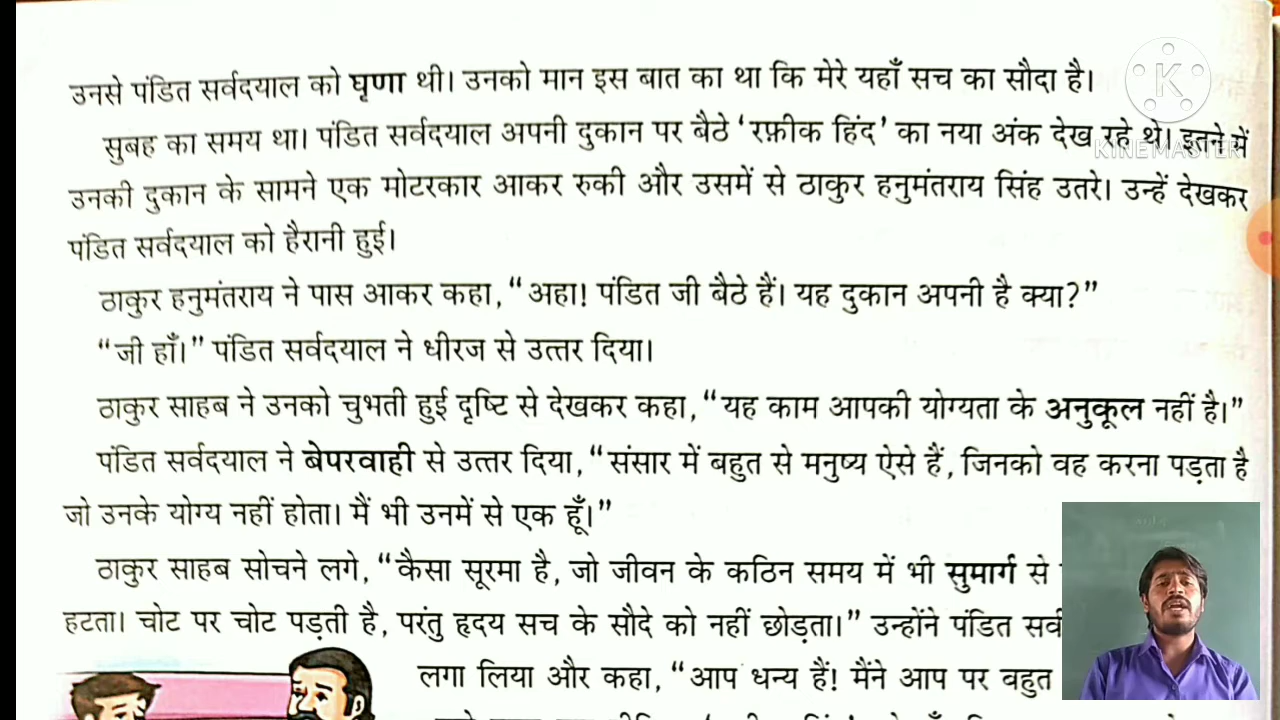 उनसे पंडित सर्वदयाल को घृणा थी। उनको मान इस बात का था कि मेरे यहाँ सच का सौदा है।
सुबह का समय था। पंडित सर्वदयाल अपनी दुकान पर बैठे ‘रफ़ीक हिंद’ का नया अंक देख रहे थे। इतने में
उनकी दुकान के सामने एक मोटरकार आकर रुकी और उसमें से ठाकुर हनुमंतराय सिंह उतरे। उन्हें देखकर
पंडित सर्वदयाल को हैरानी हुई।
ठाकुर हनुमंतराय ने पास आकर कहा, “अहा! पंडित जी बैठे हैं। यह दुकान अपनी है क्या?”
“जी हाँ।” पंडित सर्वदयाल ने धीरज से उत्तर दिया।
ठाकुर साहब ने उनको चुभती हुई दृष्टि से देखकर कहा, “यह काम आपकी योग्यता के अनुकूल नहीं है।”
पंडित सर्वदयाल ने बेपरवाही से उत्तर दिया, “संसार में बहुत से मनुष्य ऐसे हैं, जिनको वह करना पड़ता है
जो उनके योग्य नहीं होता। मैं भी उनमें से एक हूँ।”
ठाकुर साहब सोचने लगे, “कैसा सूरमा है, जो जीवन के कठिन समय में भी सुमार्ग से
हटता। चोट पर चोट पड़ती है, परंतु हृदय सच के सौदे को नहीं छोड़ता।” उन्होंने पंडित
लगा लिया और कहा, “आप धन्य हैं! मैंने आप पर बहुत
K
KINEMASTER